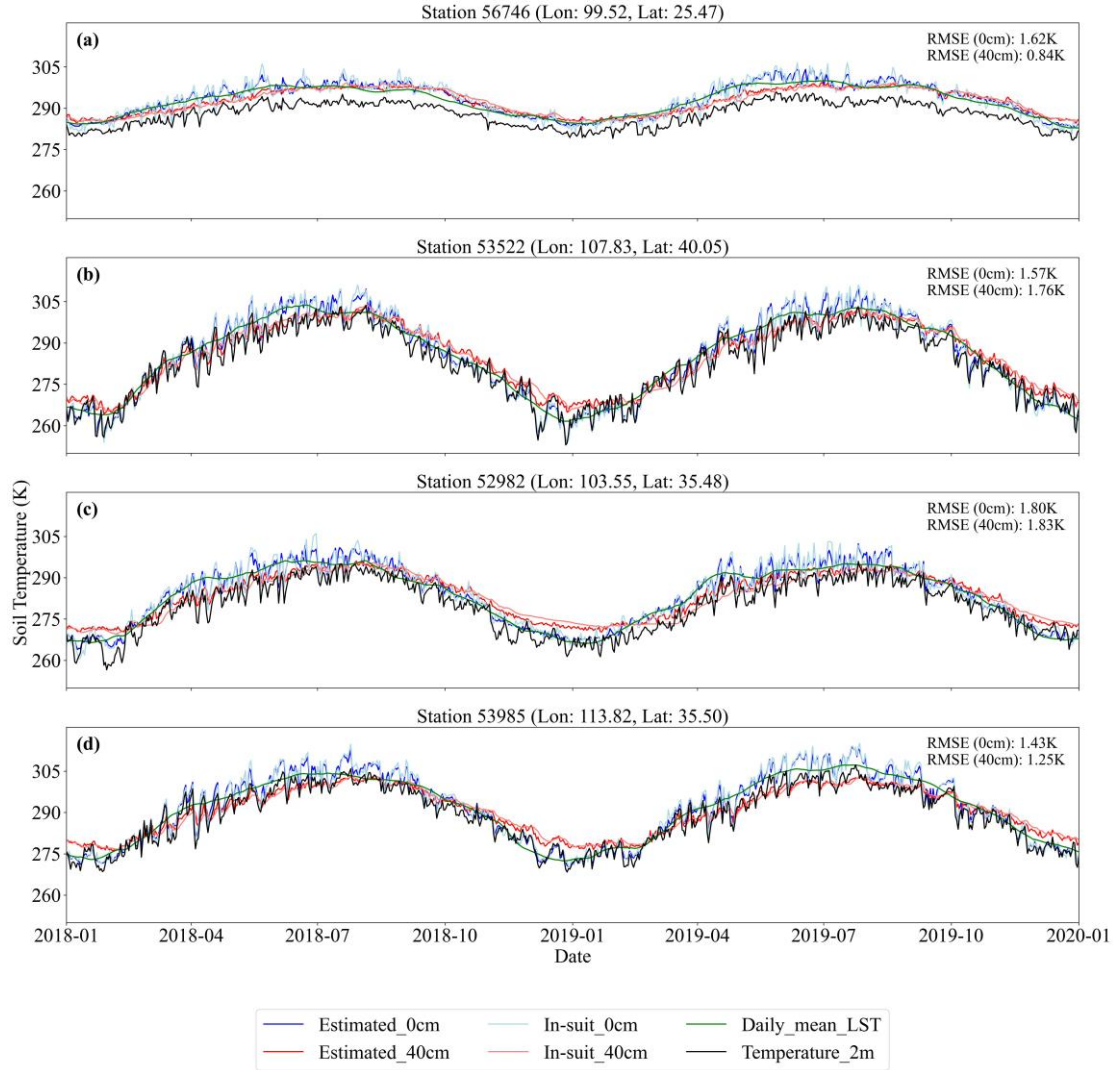 Station 56746 (Lon: 99.52, Lat: 25.47)
(a)
RMSE (0cm): 1.62K
RMSE (40cm): 0.84K
305
290
275
260
Station 53522 (Lon: 107.83, Lat: 40.05)
(b)
RMSE (0cm): 1.57K
RMSE (40cm): 1.76K
305
290
275
260
Soil Temperature (K)
Station 52982 (Lon: 103.55, Lat: 35.48)
(c)
RMSE (0cm): 1.80K
RMSE (40cm): 1.83K
305
290
275
260
Station 53985 (Lon: 113.82, Lat: 35.50)
(d)
RMSE (0cm): 1.43K
RMSE (40cm): 1.25K
305
290
275
260
2018-01 2018-04 2018-07 2018-10 2019-01 2019-04 2019-07 2019-10 2020-01
Date
Estimated_0cm In-suit_0cm Daily_mean_LST
Estimated_40cm In-suit_40cm Temperature_2m